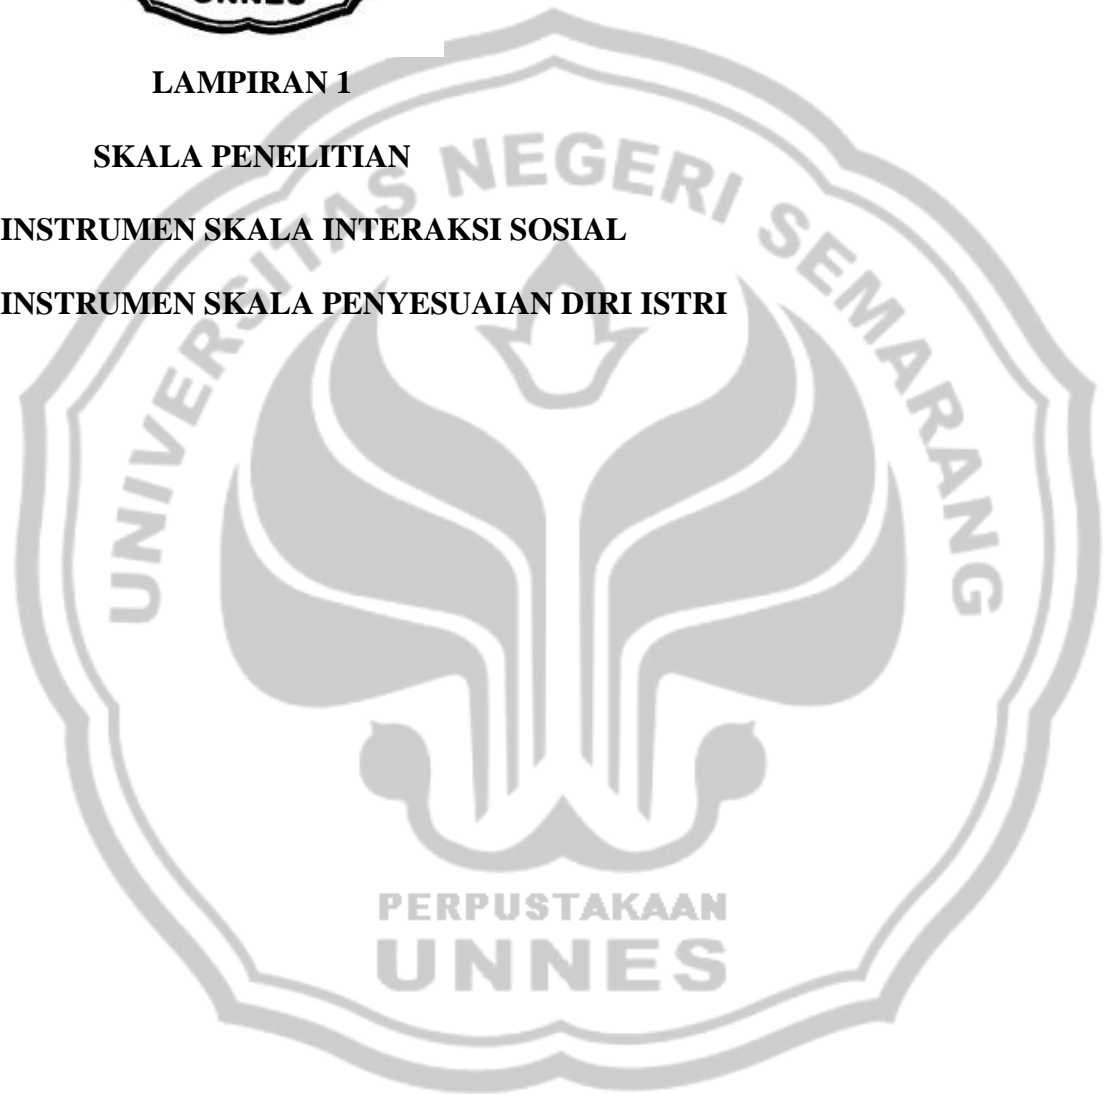 UNNES
LAMPIRAN 1
SKALA PENELITIAN
INSTRUMEN SKALA INTERAKSI SOSIAL
INSTRUMEN SKALA PENYESUAIAN DIRI ISTRI
UNIVERSITAS NEGERI SEMARANG
PERPUSTAKAAN
UNNES